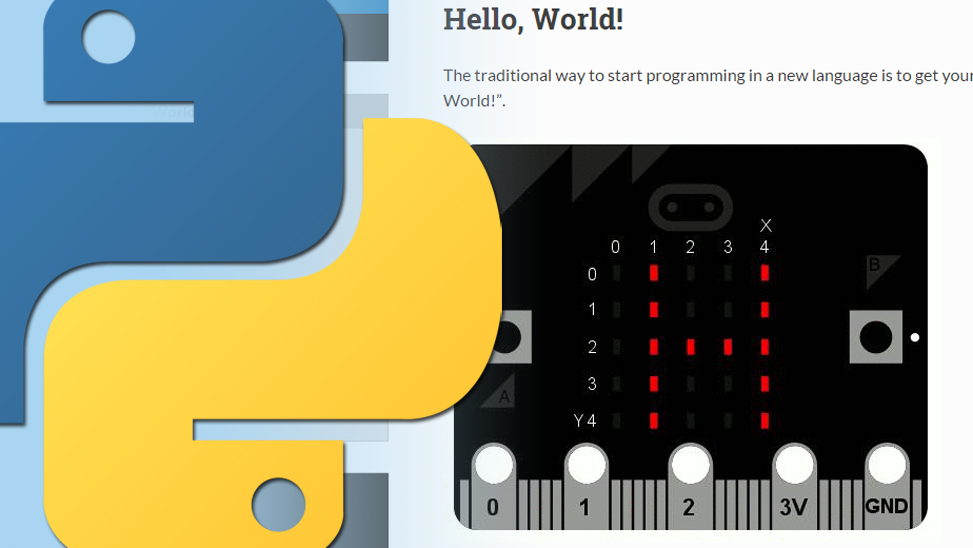 Hello, World!
The traditional way to start programming in a new language is to get your
World!”.
World
X
0 1 2 3 4
0
B
1
2
3
A
Y 4
0 1 2 3V GND